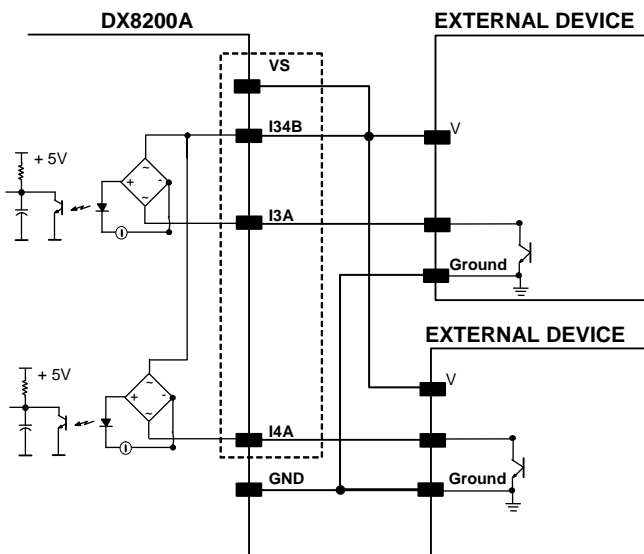 DX8200A
EXTERNAL DEVICE
VS
I34B
V
+ 5V
~
+
-
~
I
I3A
Ground
EXTERNAL DEVICE
V
+ 5V
~
+
-
~
I
I4A
GND
Ground